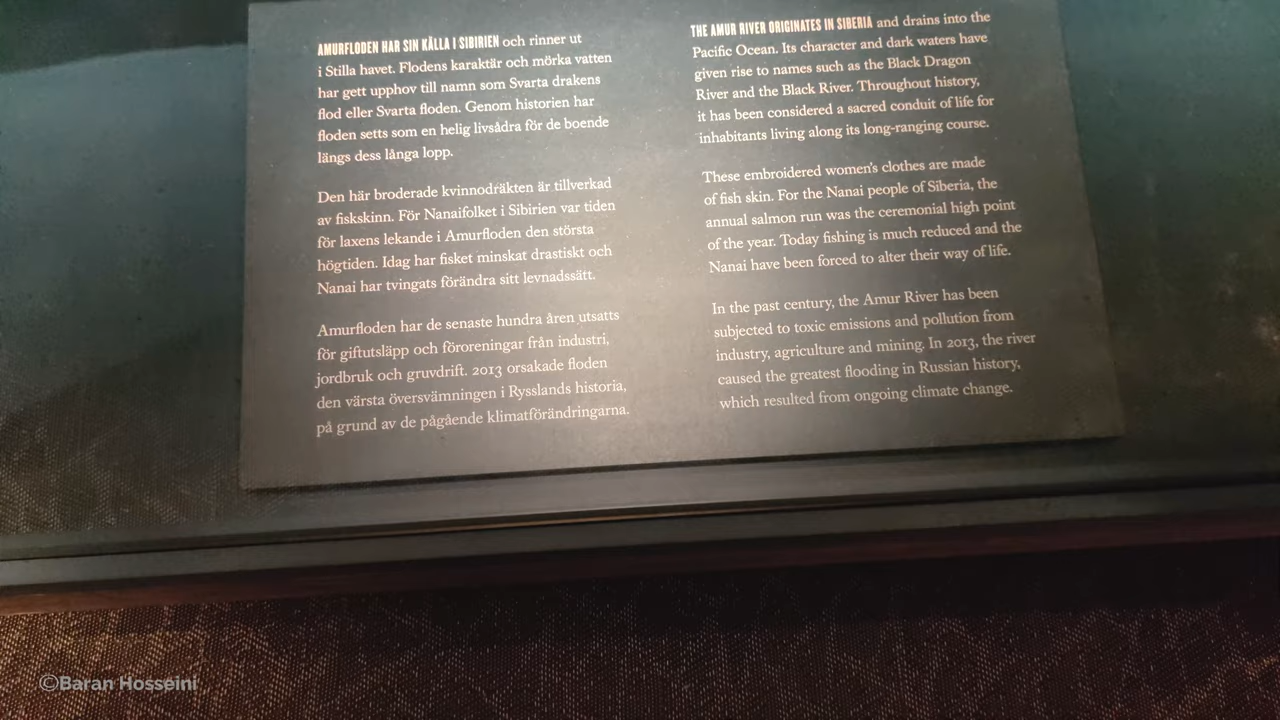 AMURFLODEN HAR SIN KÄLLA I SIBIRIEN och rinner ut
i Stilla havet. Flodens karaktär och mörka vatten
har gett upphov till namn som Svarta drakens
flod eller Svarta floden. Genom historien har
floden setts som en helig livsådra för de boende
längs dess långa lopp.
Den här broderade kvinnodräkten är tillverkad
av fiskskinn. För Nanaifolket i Sibirien var tiden
för laxens lekande i Amurfloden den största
högtiden. Idag har fisket minskat drastiskt och
Nanai har tvingats förändra sitt levnadssätt.
Amurfloden har de senaste hundra åren utsatts
för giftutsläpp och föroreningar från industri,
jordbruk och gruvdrift. 2013 orsakade floden
den värsta översvämningen i Rysslands historia,
på grund av de pågående klimatförändringarna.
THE AMUR RIVER ORIGINATES IN SIBERIA and drains into the
Pacific Ocean. Its character and dark waters have
given rise to names such as the Black Dragon
River and the Black River. Throughout history,
it has been considered a sacred conduit of life for
inhabitants living along its long-ranging course.
These embroidered women's clothes are made
of fish skin. For the Nanai people of Siberia, the
annual salmon run was the ceremonial high point
of the year. Today fishing is much reduced and the
Nanai have been forced to alter their way of life.
In the past century, the Amur River has been
subjected to toxic emissions and pollution from
industry, agriculture and mining. In 2013, the river
caused the greatest flooding in Russian history,
which resulted from ongoing climate change.
©Baran Hosseini